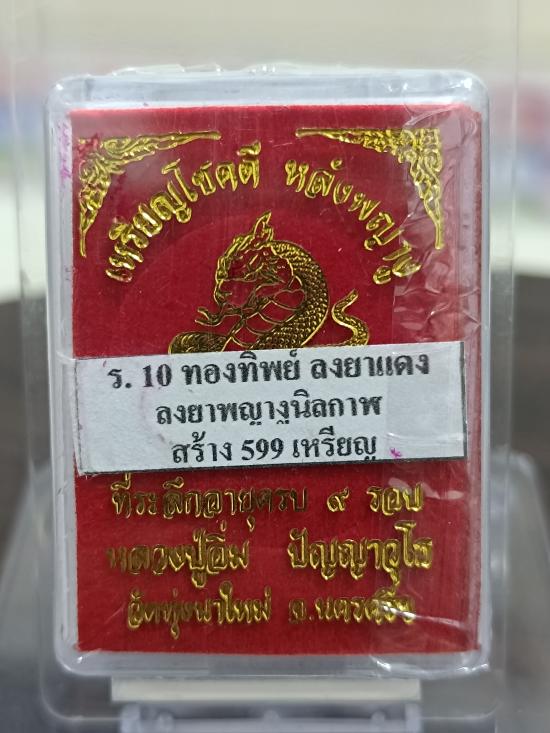 เหรียญโชคดี หลังพญางู
ร. 10 ทองทิพย์ ลงยาแดง
ลงยาพญางูนิลกาฬ
สร้าง 599 เหรียญ
ที่ระลึกอายุครบ ๙ รอบ
หลวงปู่อิ่ม ปัญญาวุโธ
วัดทุ่งนาใหม่ จ.นครศรีฯ